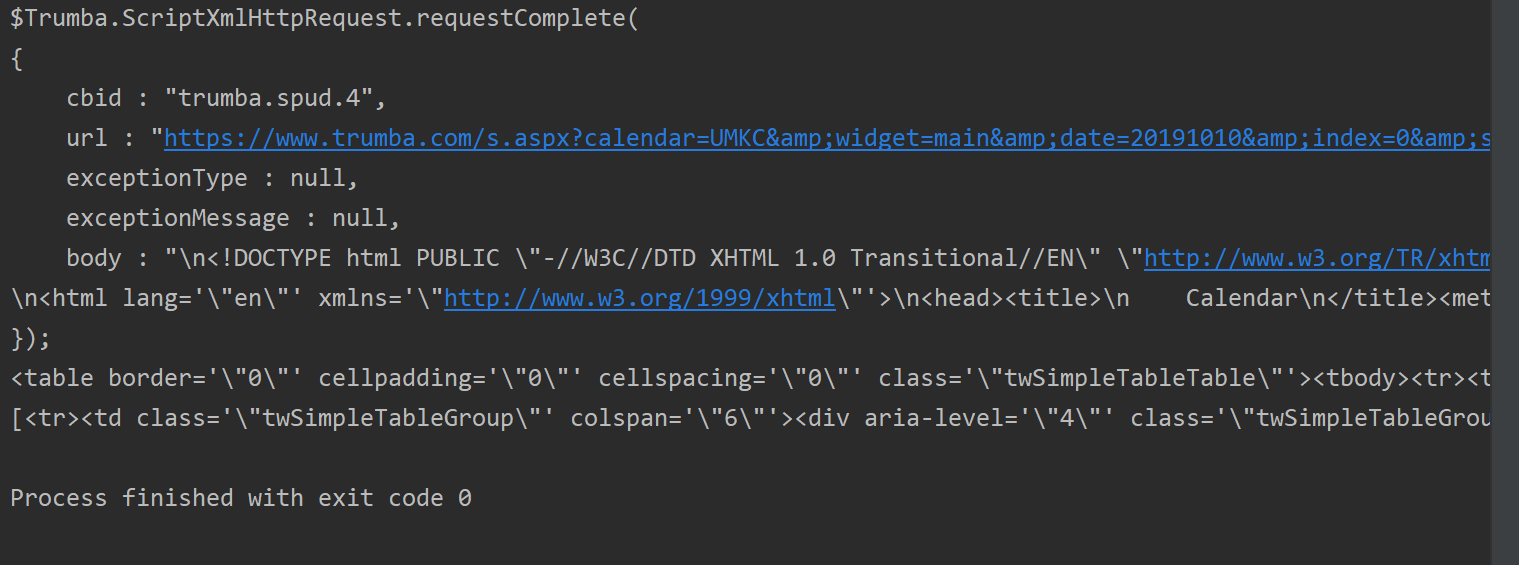 $Trumba.ScriptXmlHttpRequest.requestComplete(
{
    cbid : "trumba.spud.4",
    url : "https://www.trumba.com/s.aspx?calendar=UMKC&amp;widget=main&amp;date=20191010&amp;index=0&amp;s
    exceptionType : null,
    exceptionMessage : null,
    body : "\n<!DOCTYPE html PUBLIC \"-//W3C//DTD XHTML 1.0 Transitional//EN\" \"http://www.w3.org/TR/xhtm
\n<html lang='\"en\"' xmlns='\"http://www.w3.org/1999/xhtml\"'>\n<head><title>\n    Calendar\n</title><met
});
<table border='\"0\"' cellpadding='\"0\"' cellspacing='\"0\"' class='\"twSimpleTableTable\"'><tbody><tr><t
[<tr><td class='\"twSimpleTableGroup\"' colspan='\"6\"'><div aria-level='\"4\"' class='\"twSimpleTableGrou
Process finished with exit code 0